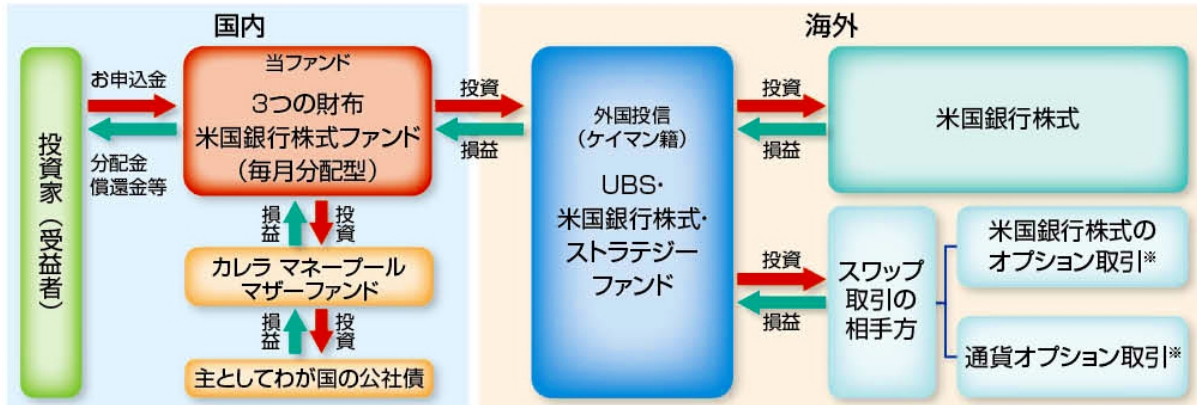 国内
海外
投資家（受益者）
お申込金
分配金
償還金等
当ファンド
3つの財布
米国銀行株式ファンド
（毎月分配型）
損益
投資
カレラ マネープール
マザーファンド
損益
投資
主としてわが国の公社債
投資
損益
外国投信
（ケイマン籍）
UBS・
米国銀行株式・
ストラテジー
ファンド
投資
損益
米国銀行株式
投資
損益
スワップ
取引の
相手方
米国銀行株式の
オプション取引※
通貨オプション取引※